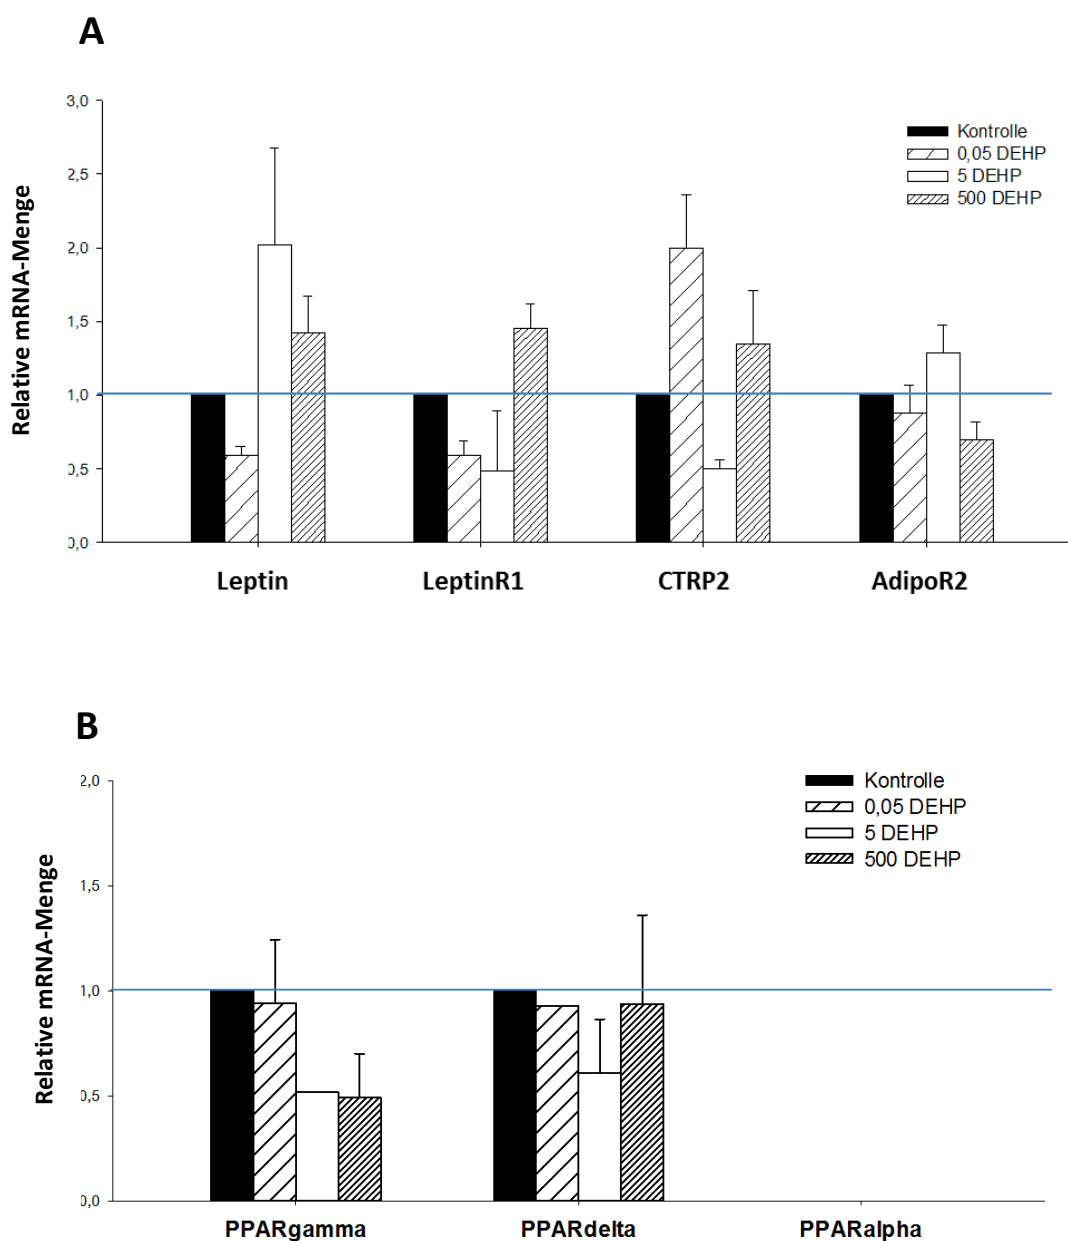 A
Relative mRNA-Menge
3,0
2,5
2,0
1,5
1,0
0,5
0,0
Kontrolle
0,05 DEHP
5 DEHP
500 DEHP
Leptin
LeptinR1
CTRP2
AdipoR2
B
Relative mRNA-Menge
2,0
1,5
1,0
0,5
0,0
Kontrolle
0,05 DEHP
5 DEHP
500 DEHP
PPARgamma
PPARdelta
PPARalpha